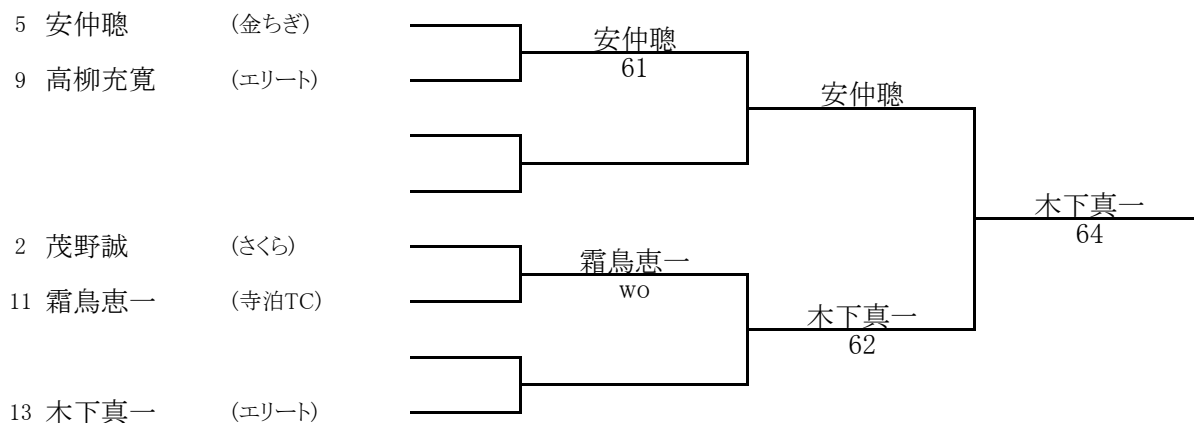 5 安仲聰 (金ちぎ)
9 高柳充寛 (エリート)
2 茂野誠 (さくら)
11 霜鳥恵一 (寺泊TC)
13 木下真一 (エリート)
安仲聰
61
霜鳥恵一
wo
安仲聰
木下真一
62
木下真一
64